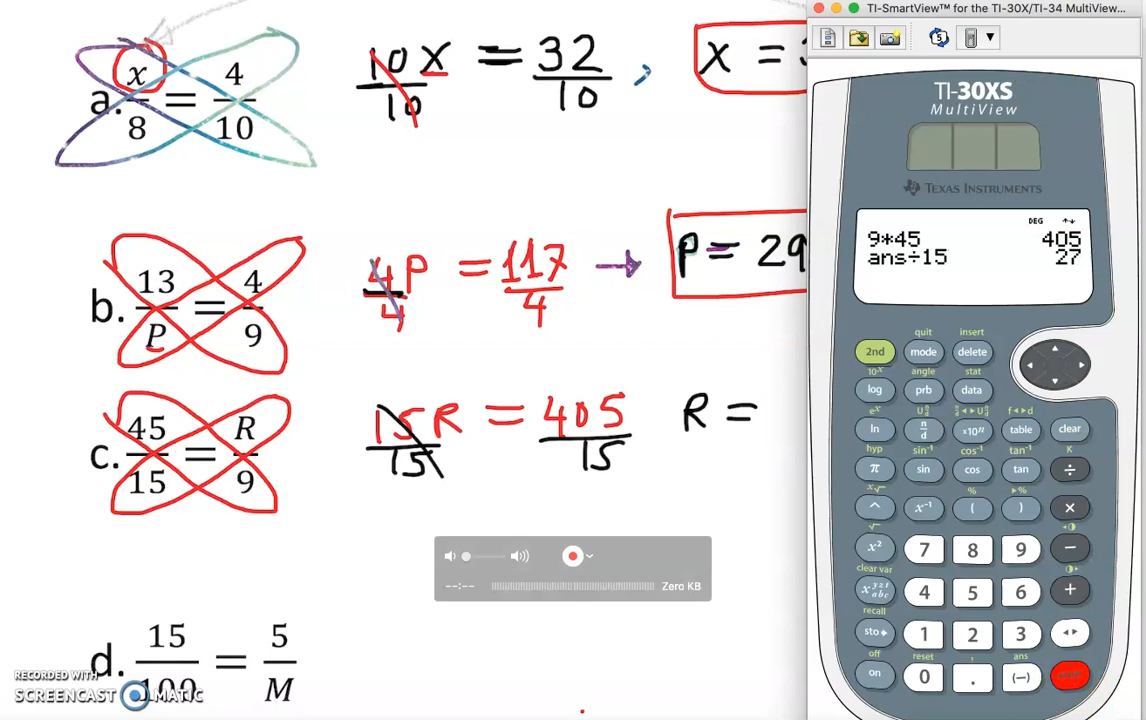 TI-SmartView™ for the TI-30X/TI-34 MultiView...
a. x/8 = 4/10
10x/10 = 32/10 , x = 3
b. 13/P = 4/9
4P/4 = 117/4 → P = 29
c. 45/15 = R/9
15R/15 = 405/15 R =
d. 15/100 = 5/M
--:-- Zero KB
RECORDED WITH
SCREENCAST MATIC
TI-30XS
MultiView
TEXAS INSTRUMENTS
DEG
9*45 405
ans÷15 27
quit insert
2nd mode delete
10ˣ angle stat
log prb data
eˣ f◄►d
ln n/d ×10ⁿ table clear
hyp sin⁻¹ cos⁻¹ tan⁻¹ K
π sin cos tan ÷
ˣ√ % ►%
^ x⁻¹ ( ) ×
√
x² 7 8 9 −
clear var
xyzt abc 4 5 6 +
recall
sto► 1 2 3 ◄►
off reset , ans
on 0 . (−)